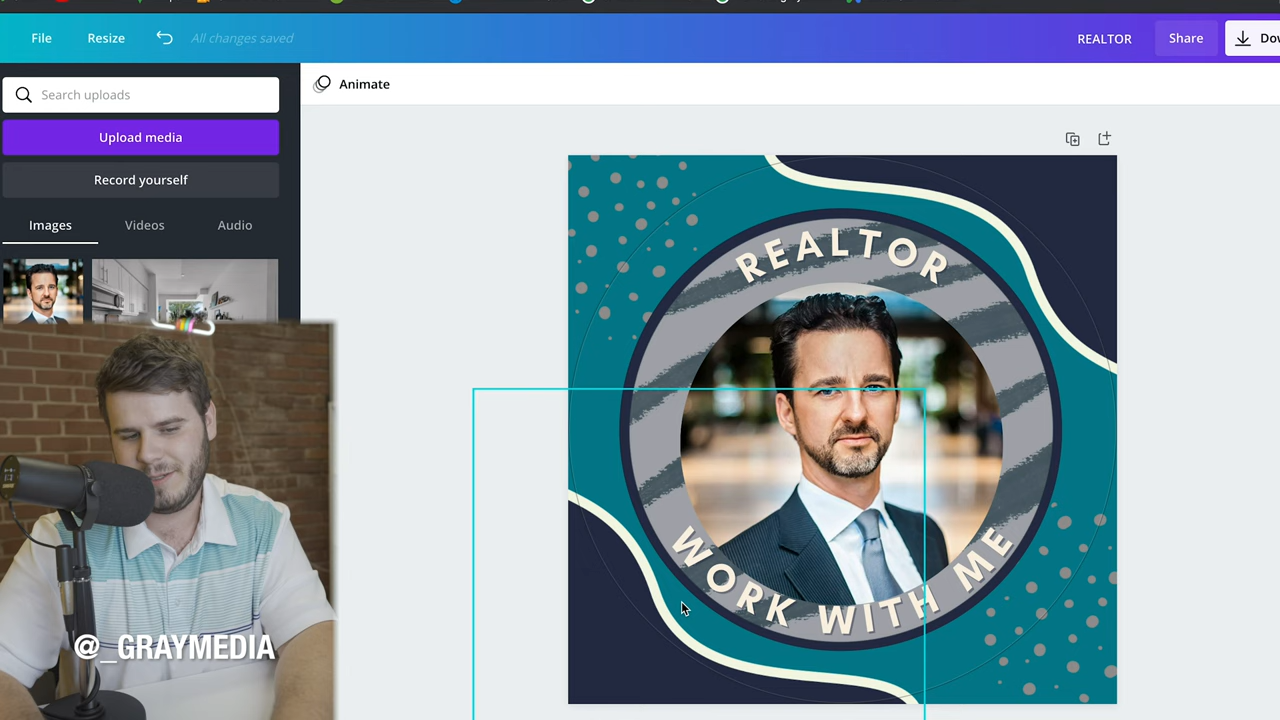 File
Resize
All changes saved
REALTOR
Share
Dow
Search uploads
Animate
Upload media
Record yourself
Images
Videos
Audio
REALTOR
WORK WITH ME
@_GRAYMEDIA